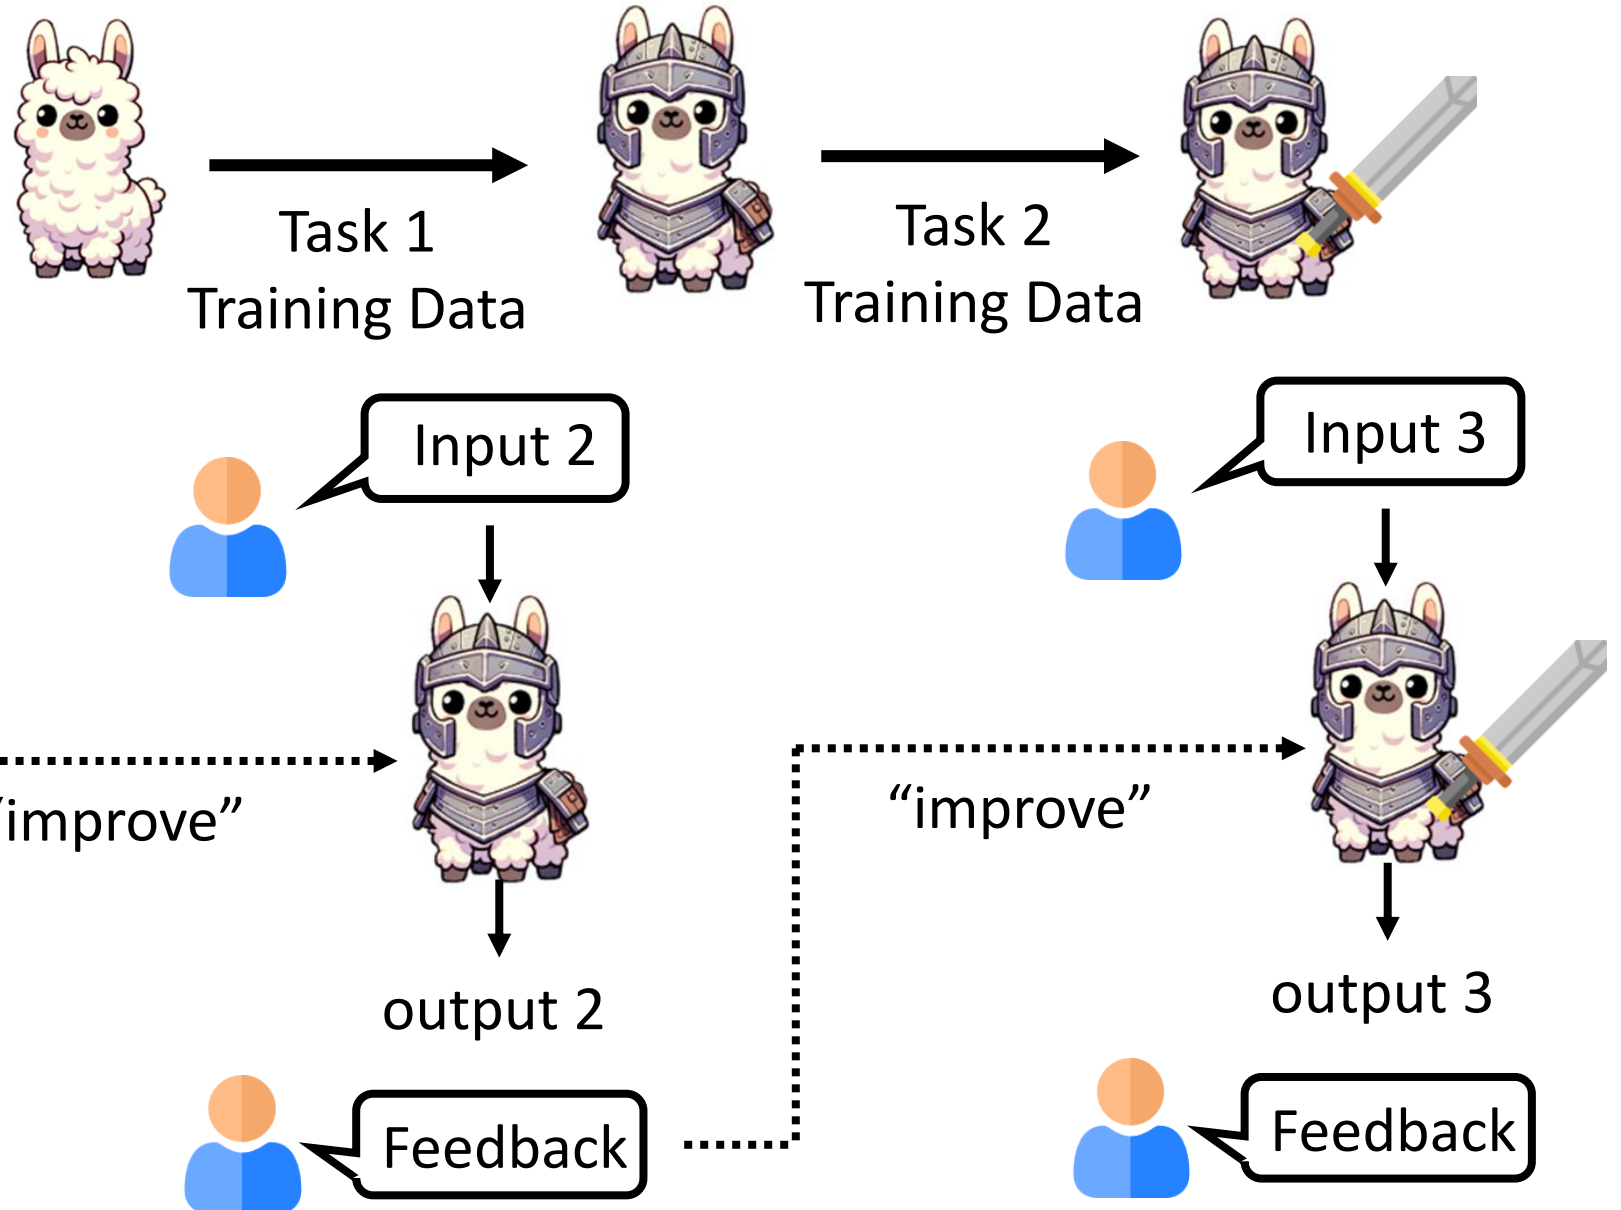 Task 1
Training Data
Task 2
Training Data
Input 2
Input 3
“improve”
“improve”
output 2
output 3
Feedback
Feedback